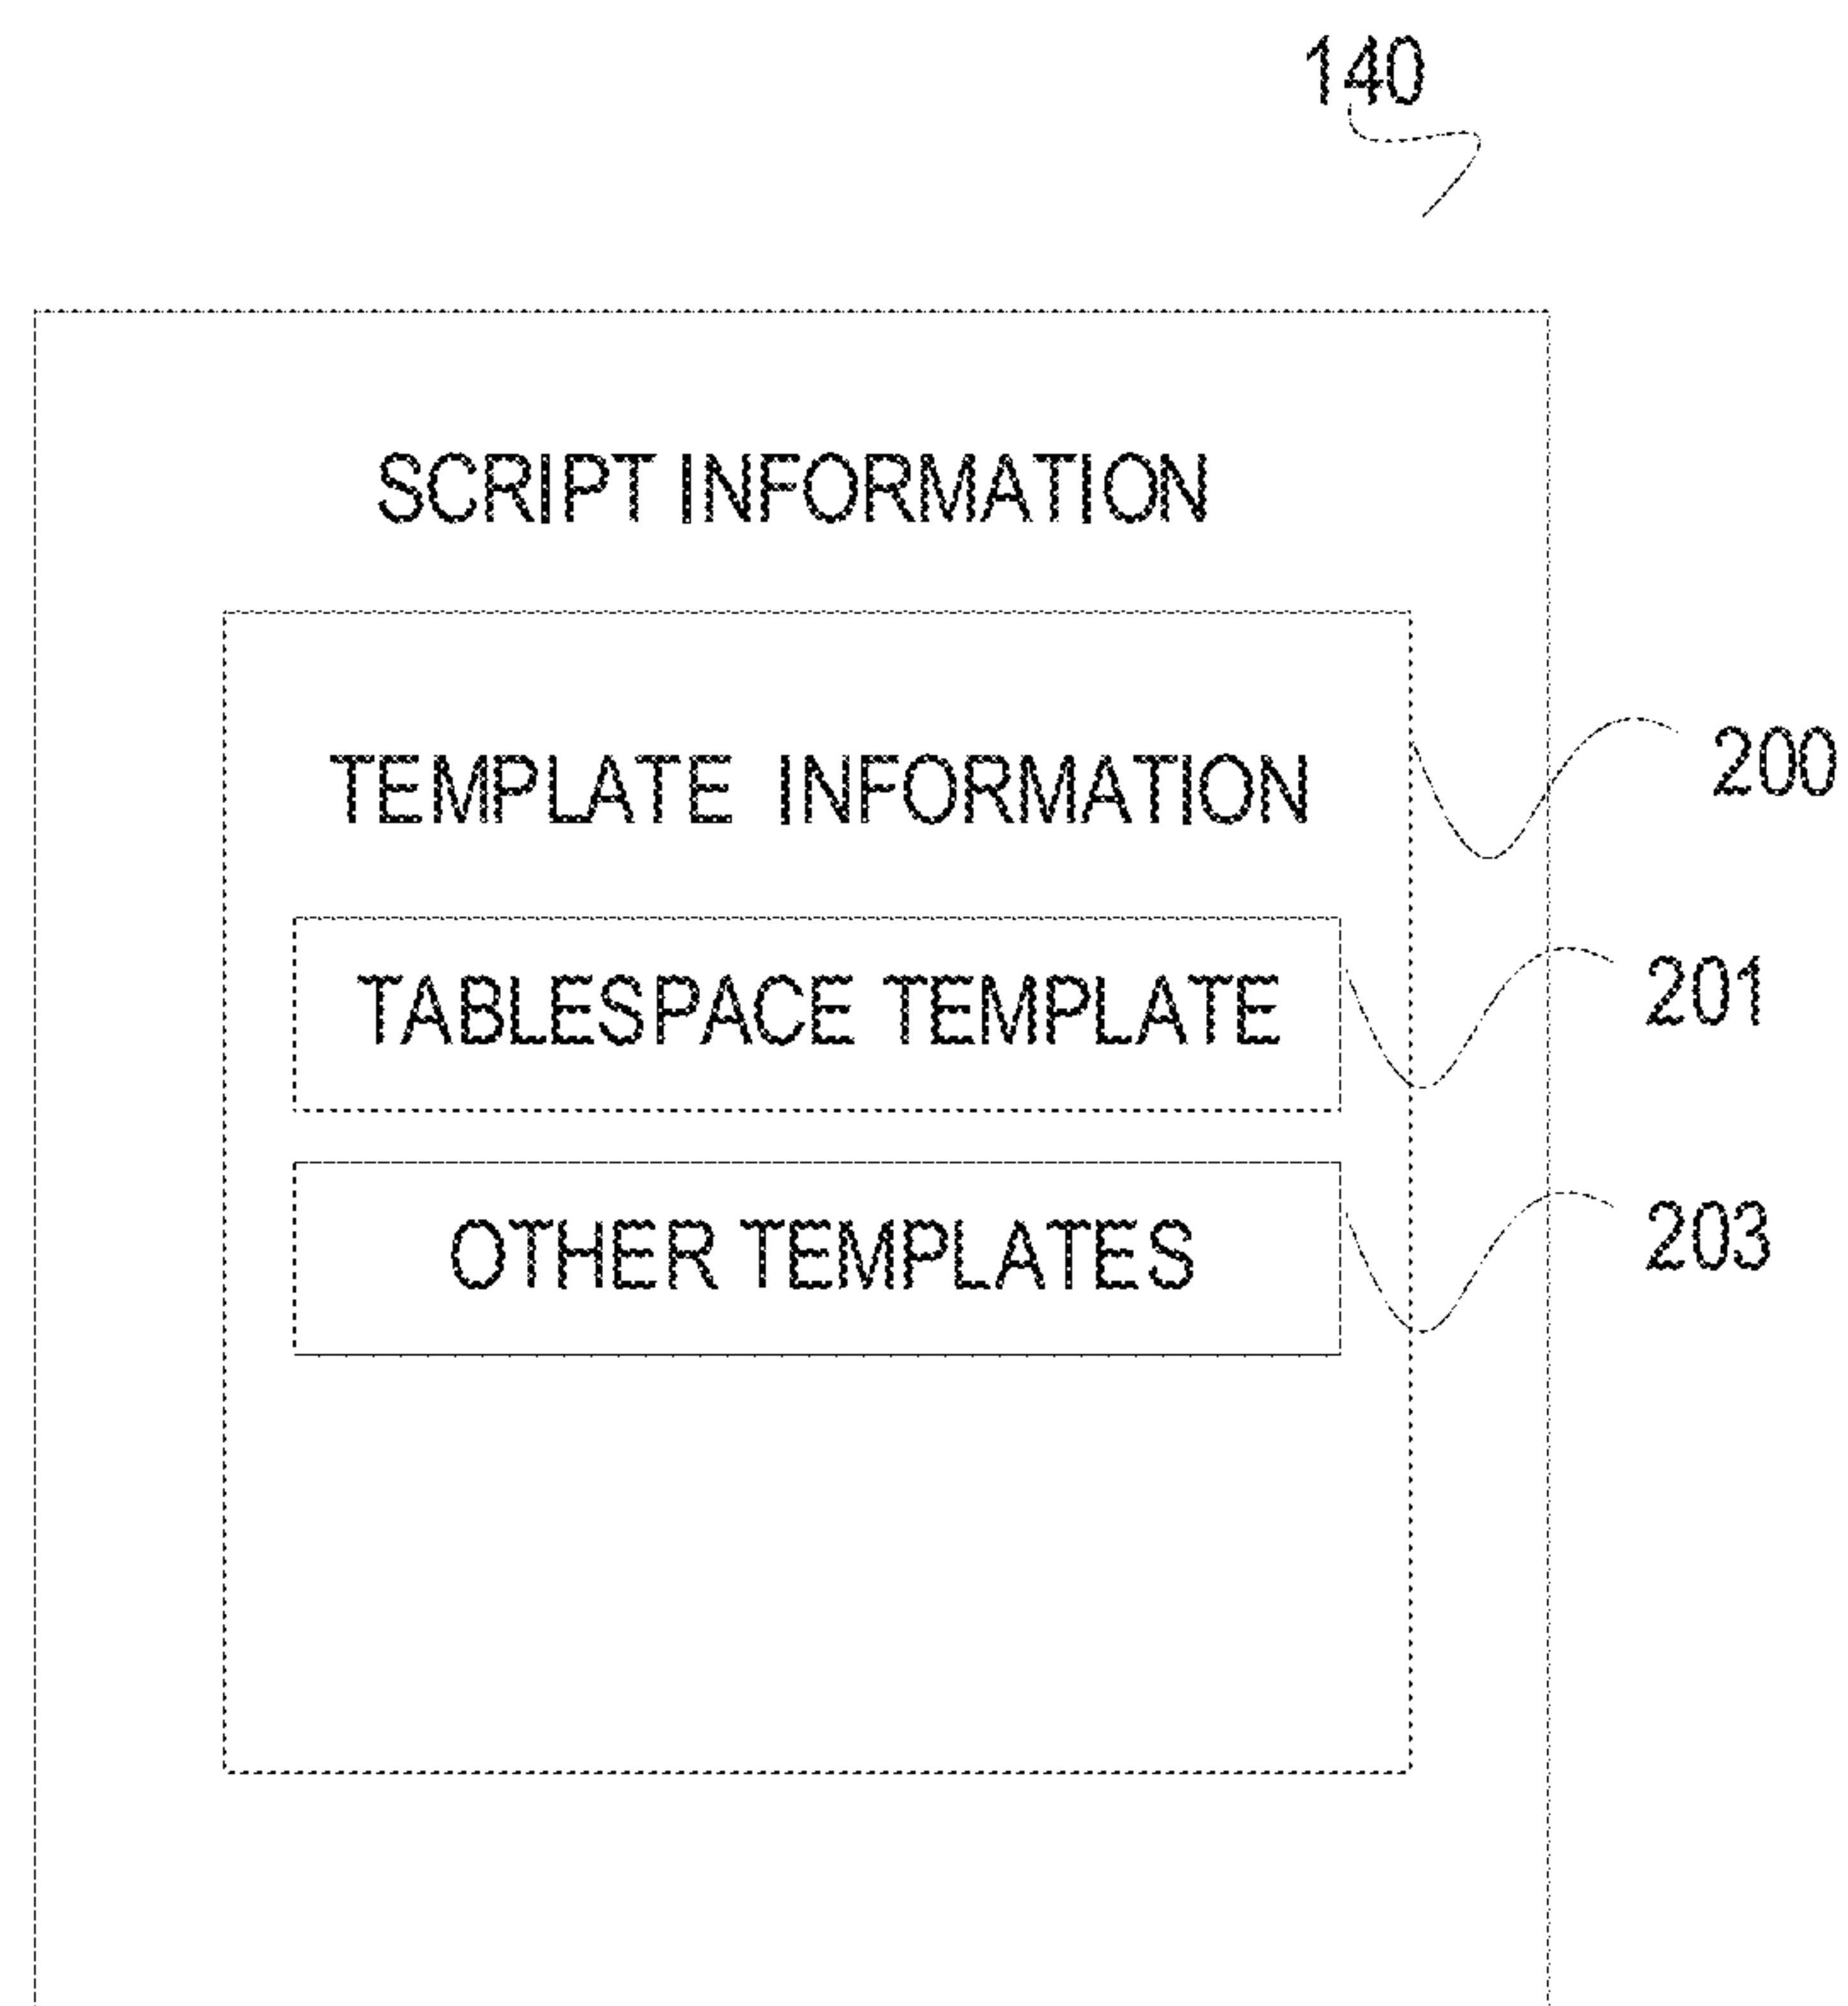 140
SCRIPT INFORMATION
TEMPLATE INFORMATION
200
TABLESPACE TEMPLATE
201
OTHER TEMPLATES
203